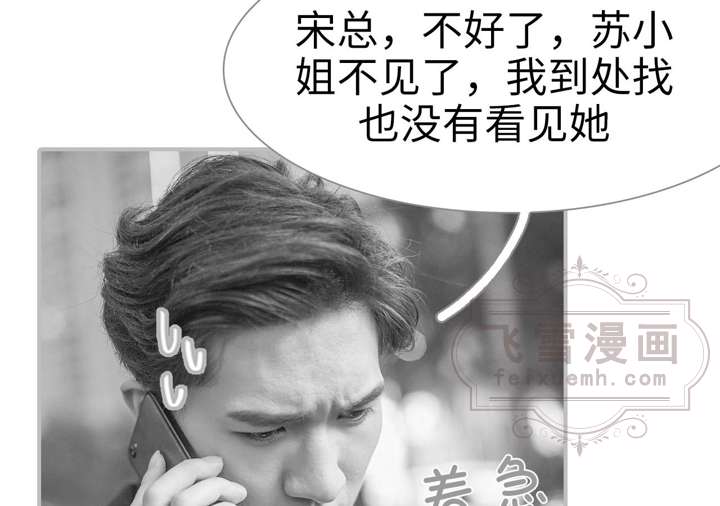 宋总，不好了，苏小
姐不见了，我到处找
也没有看见她
飞雪漫画
feixuemh.com
着急